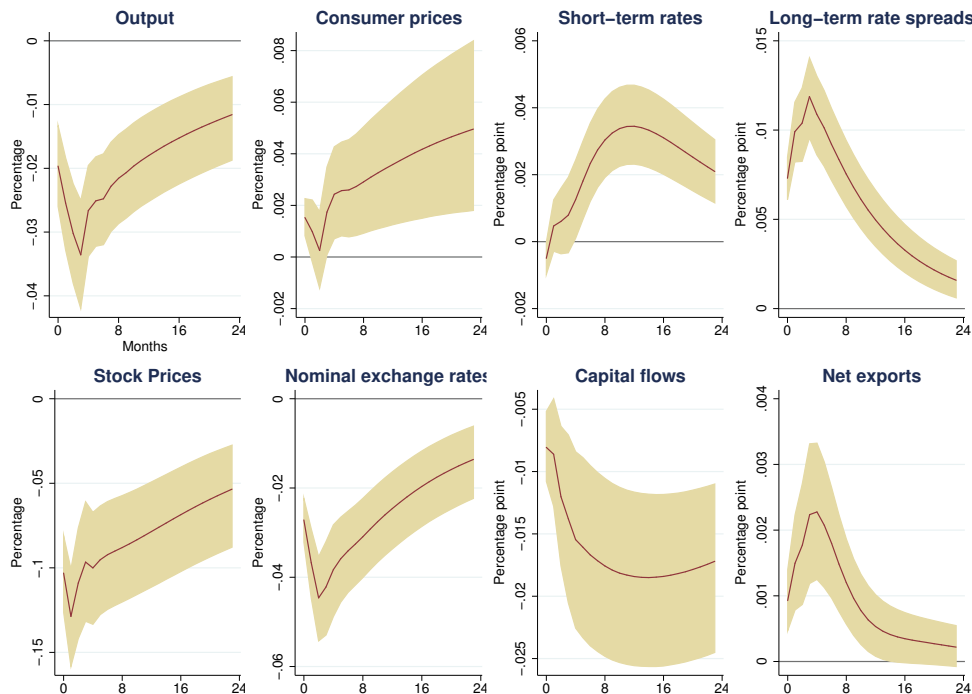 Output
Percentage
0
−.01
−.02
−.03
−.04
0 8 16 24
Months
Consumer prices
Percentage
.008
.006
.004
.002
0
−.002
0 8 16 24
Short−term rates
Percentage point
.006
.004
.002
0
−.002
0 8 16 24
Long−term rate spreads
Percentage point
.015
.01
.005
0
0 8 16 24
Stock Prices
Percentage
0
−.05
−.1
−.15
0 8 16 24
Nominal exchange rates
Percentage
0
−.02
−.04
−.06
0 8 16 24
Capital flows
Percentage point
−.005
−.01
−.015
−.02
−.025
0 8 16 24
Net exports
Percentage point
.004
.003
.002
.001
0
0 8 16 24